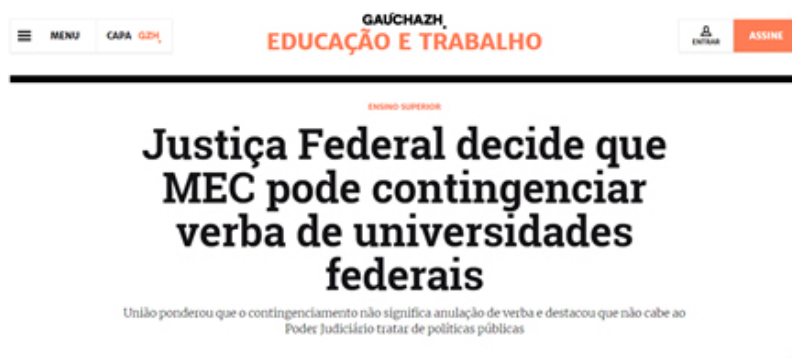 GAÚCHAZH
MENU CAPA GZH EDUCAÇÃO E TRABALHO ENTRAR ASSINE
ENSINO SUPERIOR
Justiça Federal decide que
MEC pode contingenciar
verba de universidades
federais
União ponderou que o contingenciamento não significa anulação de verba e destacou que não cabe ao
Poder Judiciário tratar de políticas públicas